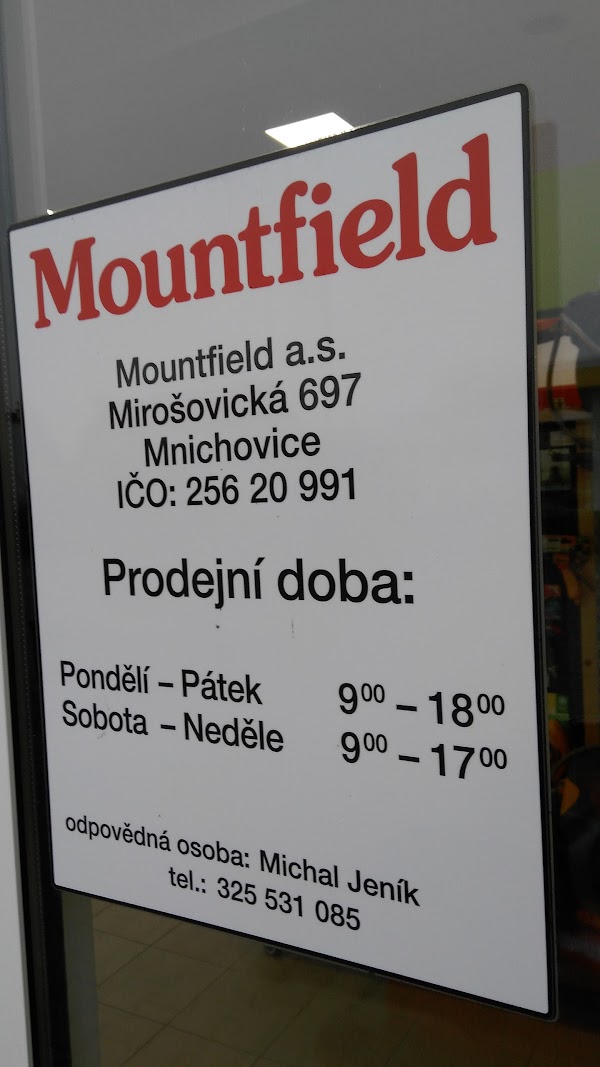 Mountfield
Mountfield a.s.
Mirošovická 697
Mnichovice
IČO: 256 20 991
Prodejní doba:
Pondělí – Pátek 9⁰⁰ – 18⁰⁰
Sobota – Neděle 9⁰⁰ – 17⁰⁰
odpovědná osoba: Michal Jeník
tel.: 325 531 085